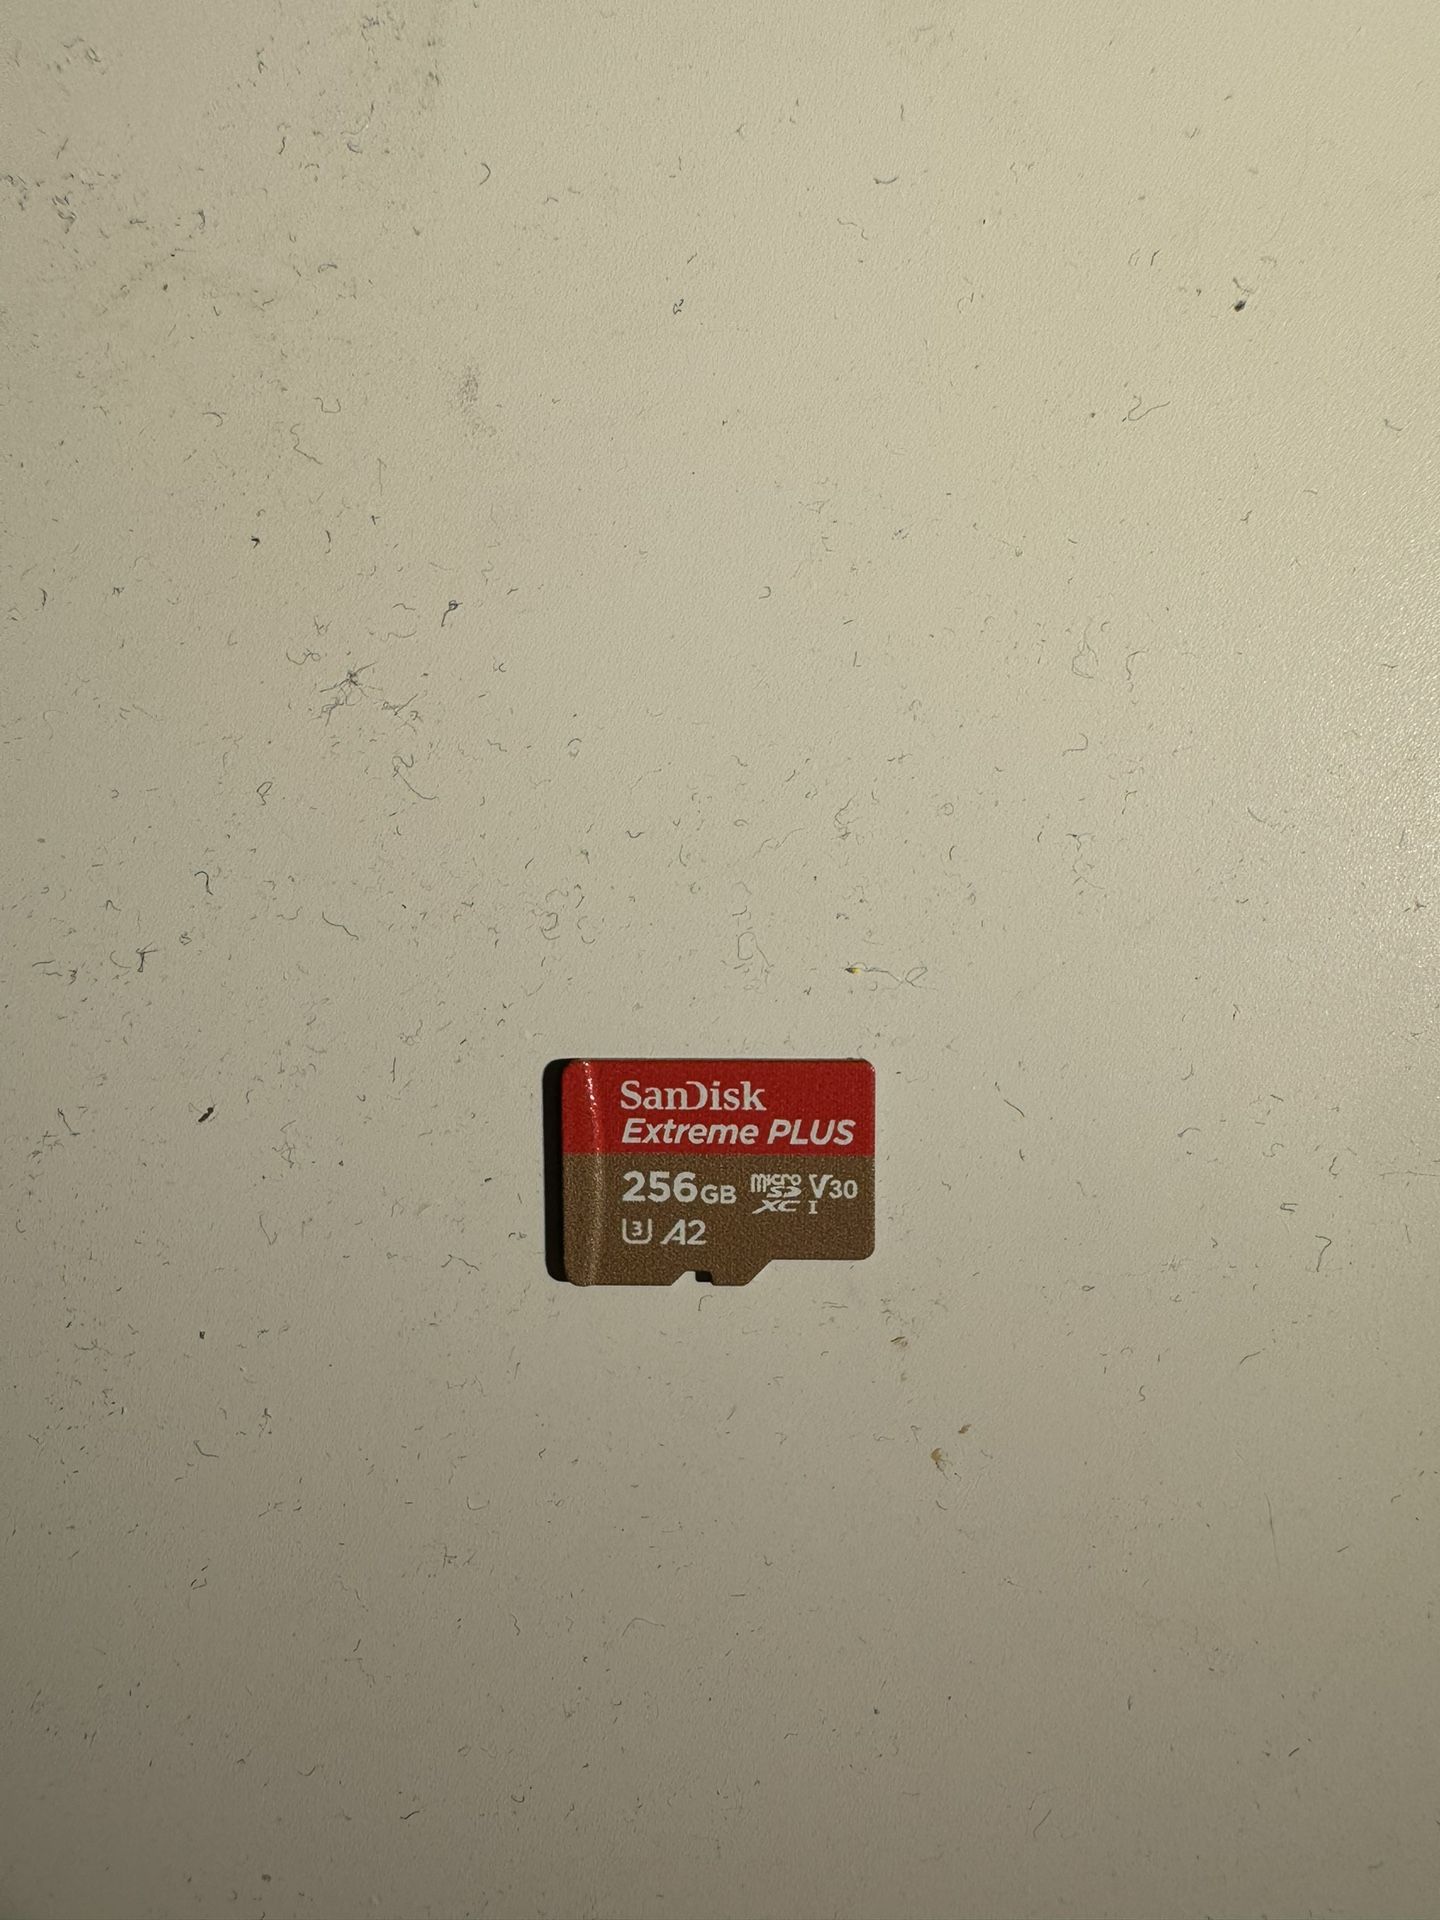 SanDisk
Extreme PLUS
256GB micro SD XC I V30
3 A2